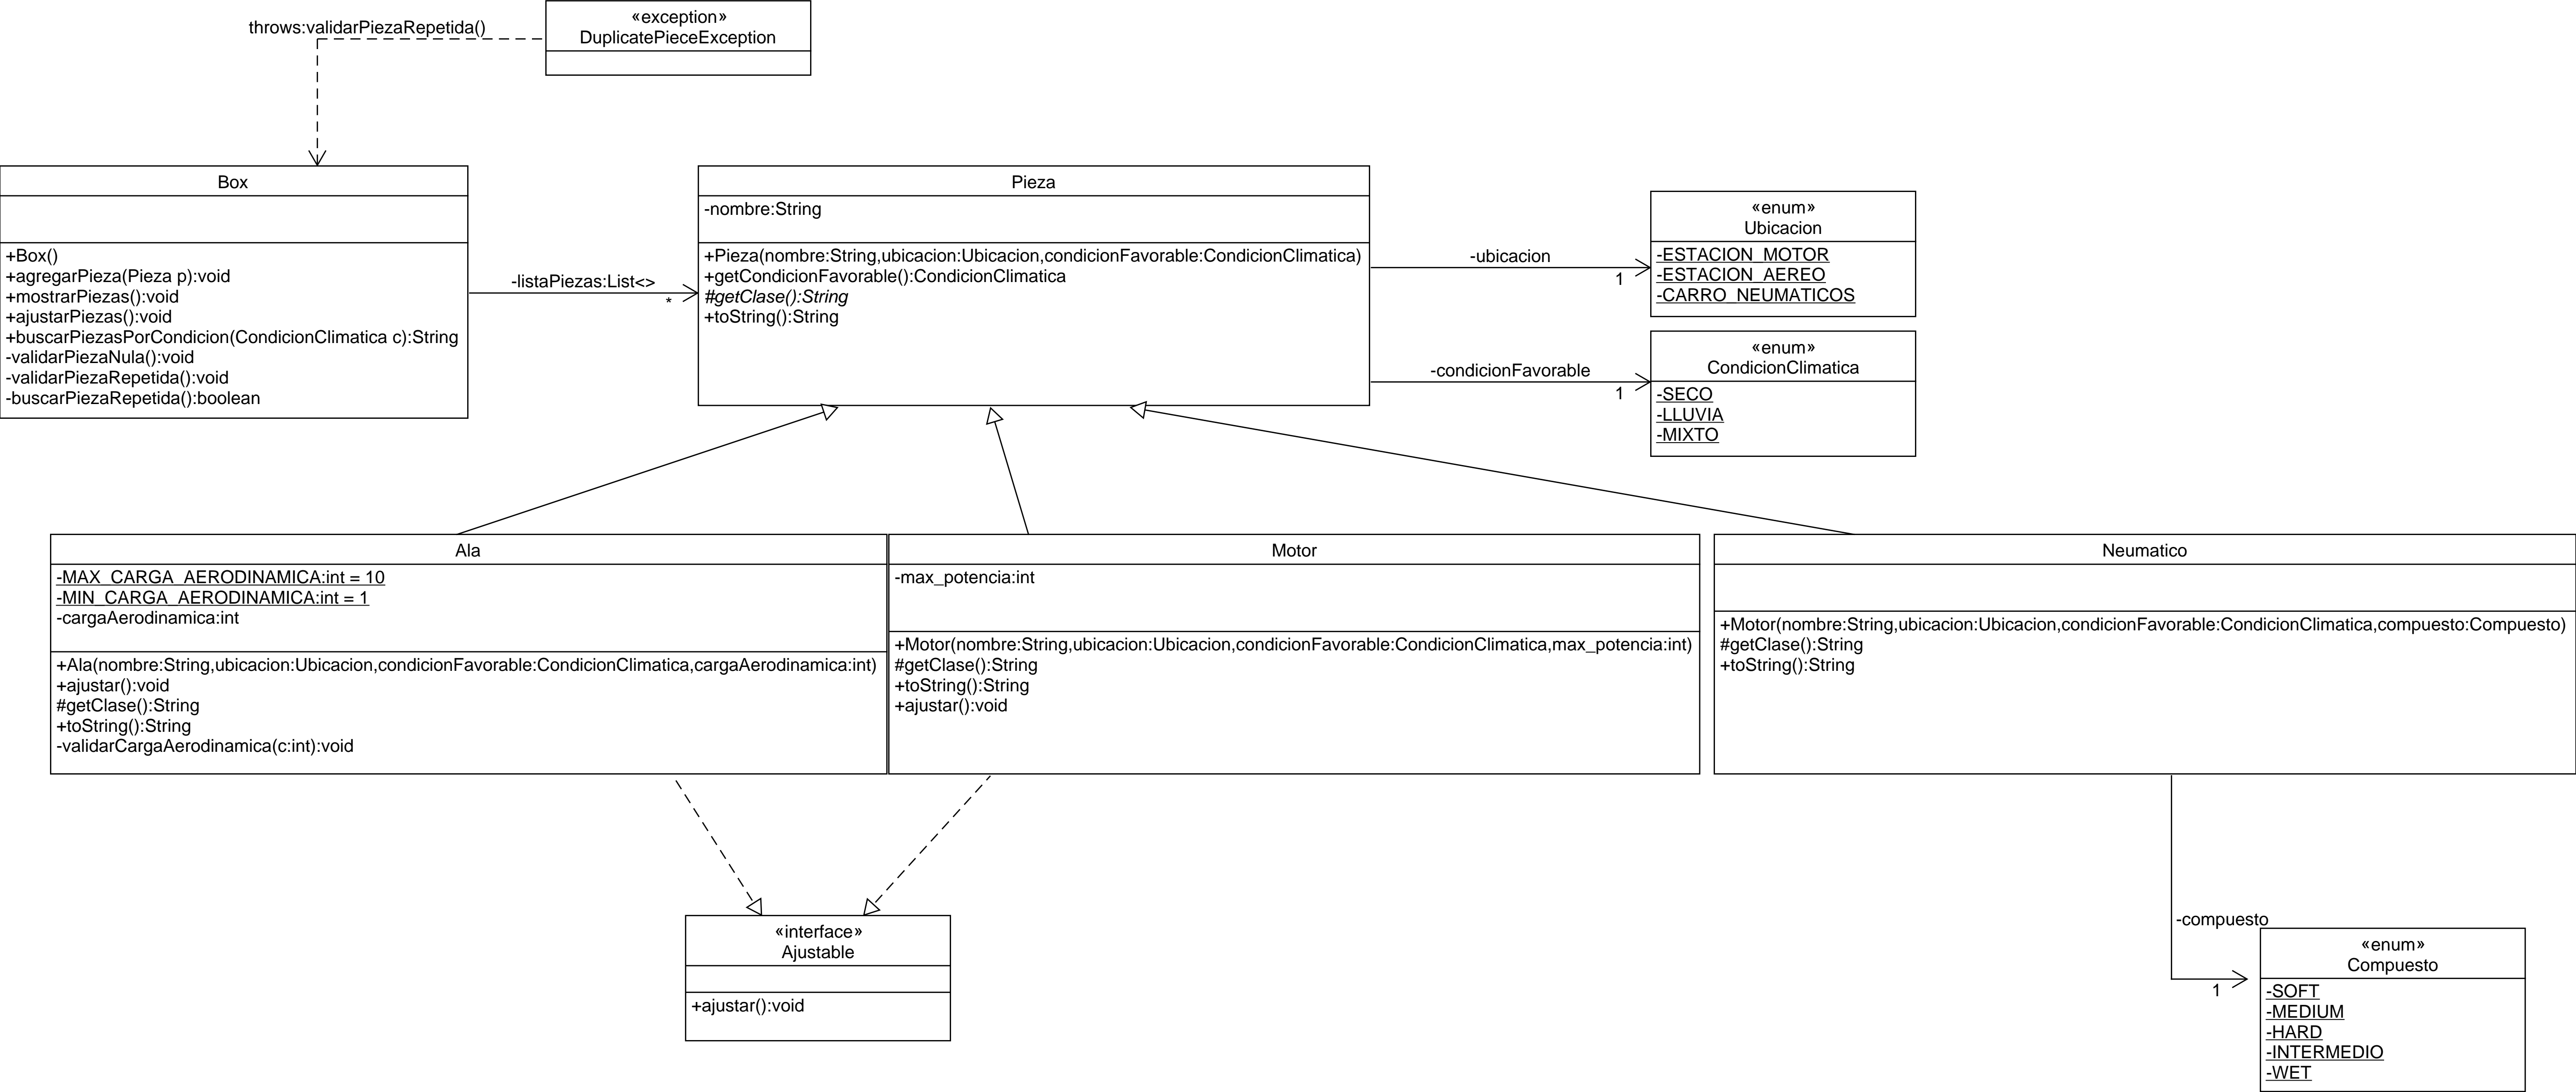 «exception»
DuplicatePieceException
throws:validarPiezaRepetida()
Box
+Box()
+agregarPieza(Pieza p):void
+mostrarPiezas():void
+ajustarPiezas():void
+buscarPiezasPorCondicion(CondicionClimatica c):String
-validarPiezaNula():void
-validarPiezaRepetida():void
-buscarPiezaRepetida():boolean
-listaPiezas:List<>
*
Pieza
-nombre:String
+Pieza(nombre:String,ubicacion:Ubicacion,condicionFavorable:CondicionClimatica)
+getCondicionFavorable():CondicionClimatica
#getClase():String
+toString():String
-ubicacion
1
«enum»
Ubicacion
-ESTACION_MOTOR
-ESTACION_AEREO
-CARRO_NEUMATICOS
-condicionFavorable
1
«enum»
CondicionClimatica
-SECO
-LLUVIA
-MIXTO
Ala
-MAX_CARGA_AERODINAMICA:int = 10
-MIN_CARGA_AERODINAMICA:int = 1
-cargaAerodinamica:int
+Ala(nombre:String,ubicacion:Ubicacion,condicionFavorable:CondicionClimatica,cargaAerodinamica:int)
+ajustar():void
#getClase():String
+toString():String
-validarCargaAerodinamica(c:int):void
Motor
-max_potencia:int
+Motor(nombre:String,ubicacion:Ubicacion,condicionFavorable:CondicionClimatica,max_potencia:int)
#getClase():String
+toString():String
+ajustar():void
Neumatico
+Motor(nombre:String,ubicacion:Ubicacion,condicionFavorable:CondicionClimatica,compuesto:Compuesto)
#getClase():String
+toString():String
«interface»
Ajustable
+ajustar():void
-compuesto
1
«enum»
Compuesto
-SOFT
-MEDIUM
-HARD
-INTERMEDIO
-WET